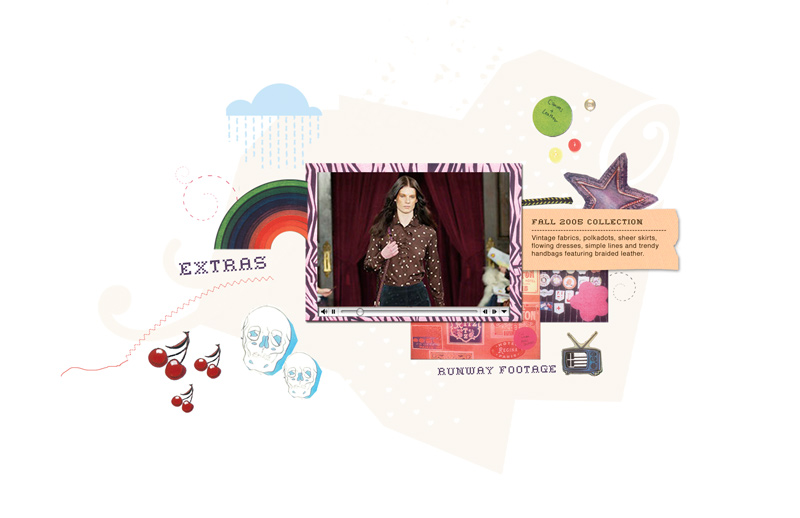 EXTRAS
FALL 2005 COLLECTION
Vintage fabrics, polkadots, sheer skirts,
flowing dresses, simple lines and trendy
handbags featuring braided leather.
RUNWAY FOOTAGE